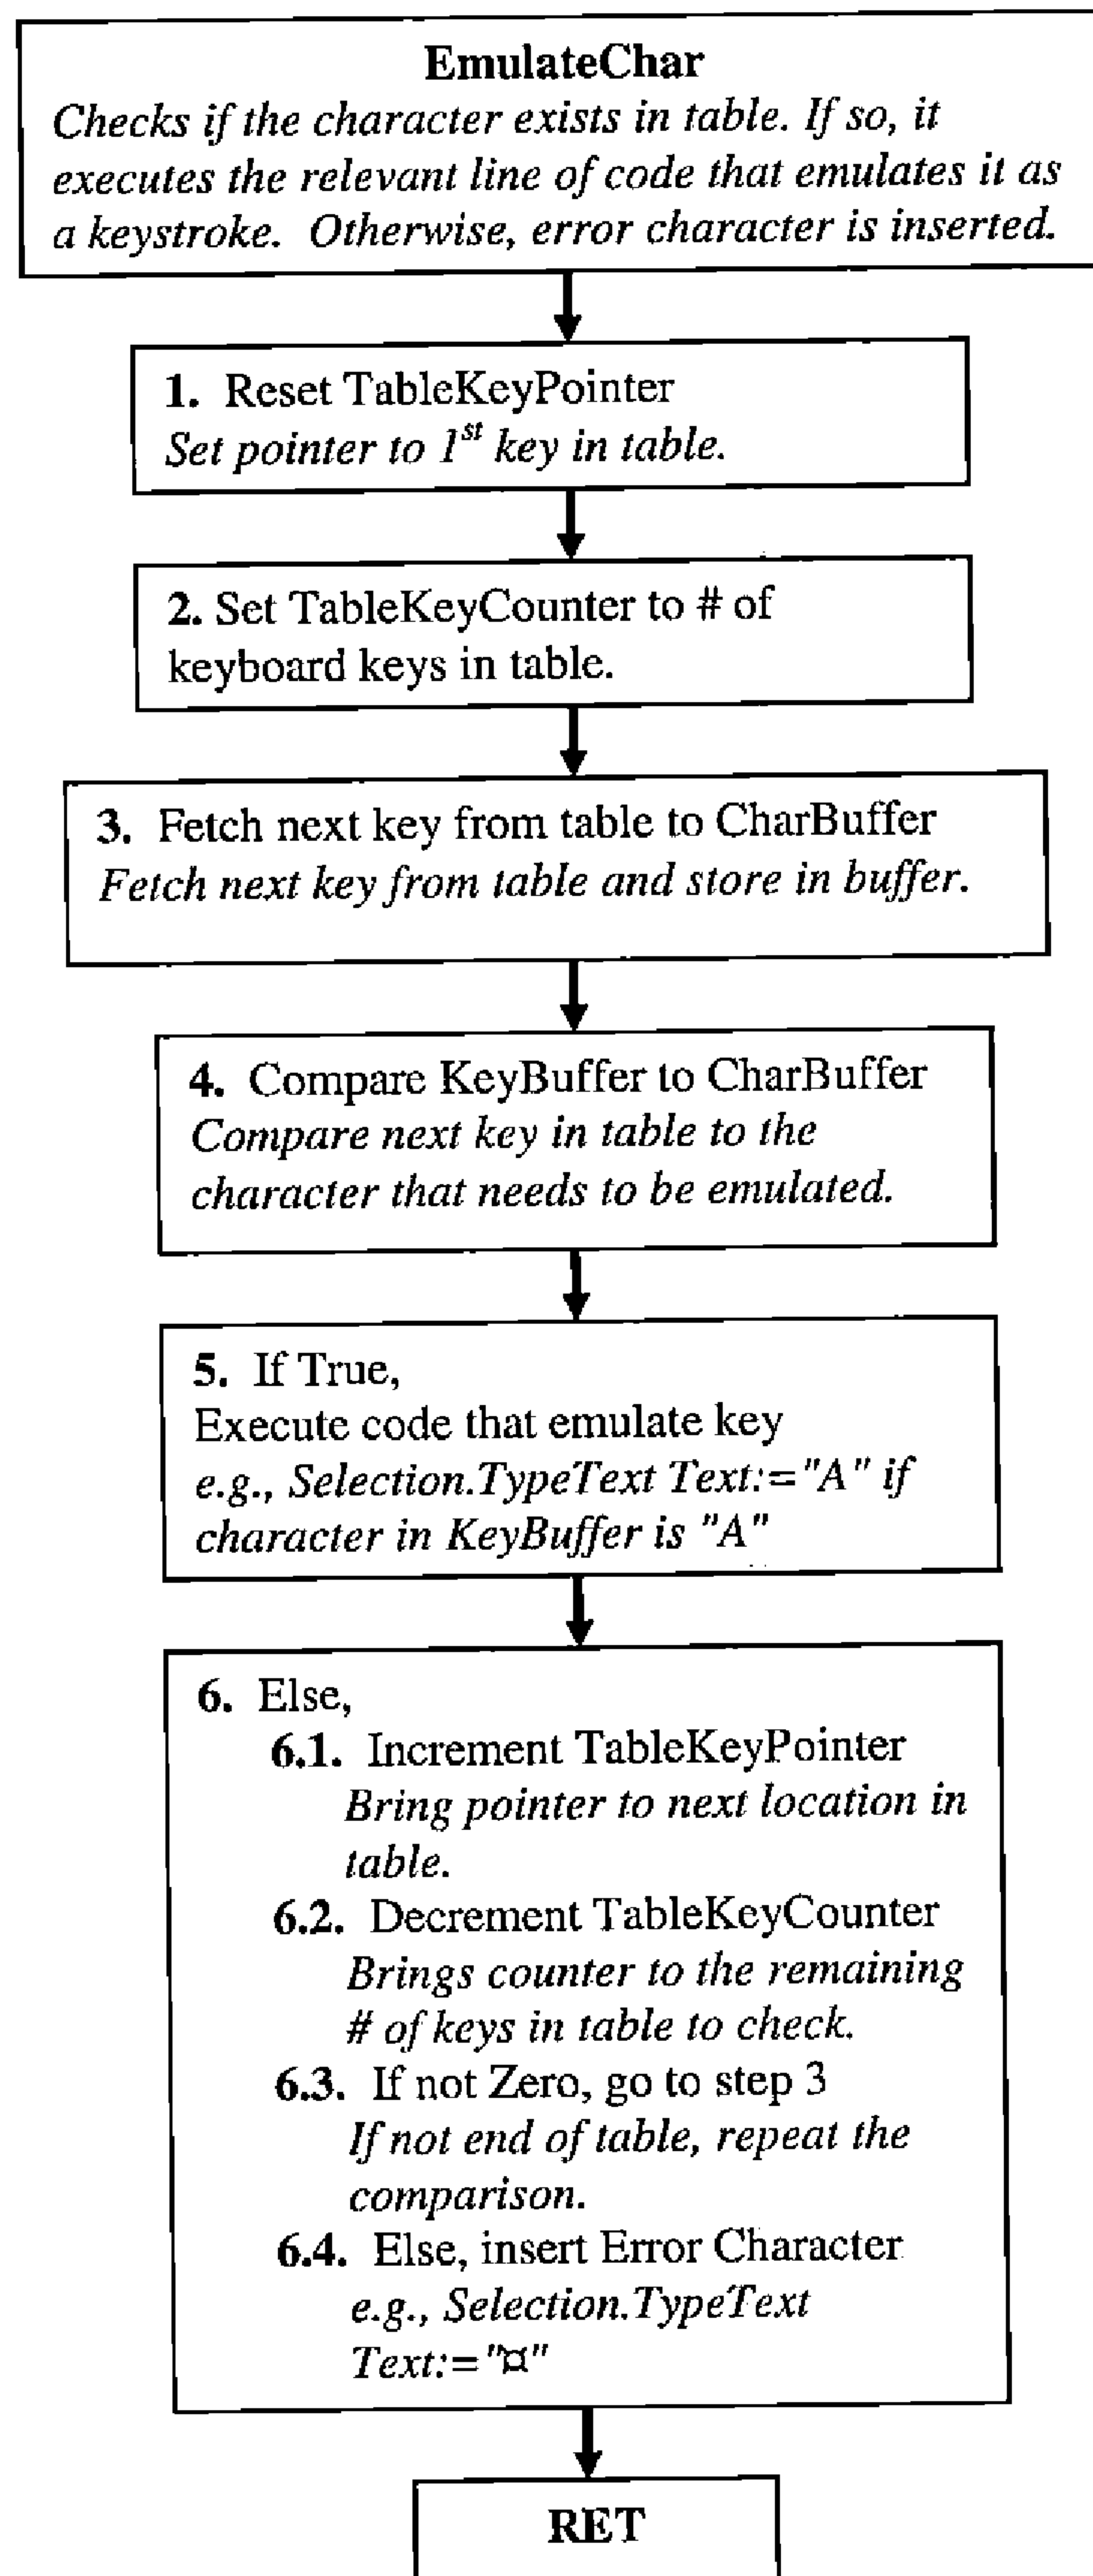 EmulateChar
Checks if the character exists in table. If so, it
executes the relevant line of code that emulates it as
a keystroke. Otherwise, error character is inserted.
1. Reset TableKeyPointer
Set pointer to 1st key in table.
2. Set TableKeyCounter to # of
keyboard keys in table.
3. Fetch next key from table to CharBuffer
Fetch next key from table and store in buffer.
4. Compare KeyBuffer to CharBuffer
Compare next key in table to the
character that needs to be emulated.
5. If True,
Execute code that emulate key
e.g., Selection.TypeText Text:="A" if
character in KeyBuffer is "A"
6. Else,
6.1. Increment TableKeyPointer
Bring pointer to next location in
table.
6.2. Decrement TableKeyCounter
Brings counter to the remaining
# of keys in table to check.
6.3. If not Zero, go to step 3
If not end of table, repeat the
comparison.
6.4. Else, insert Error Character
e.g., Selection.TypeText
Text:="¤"
RET